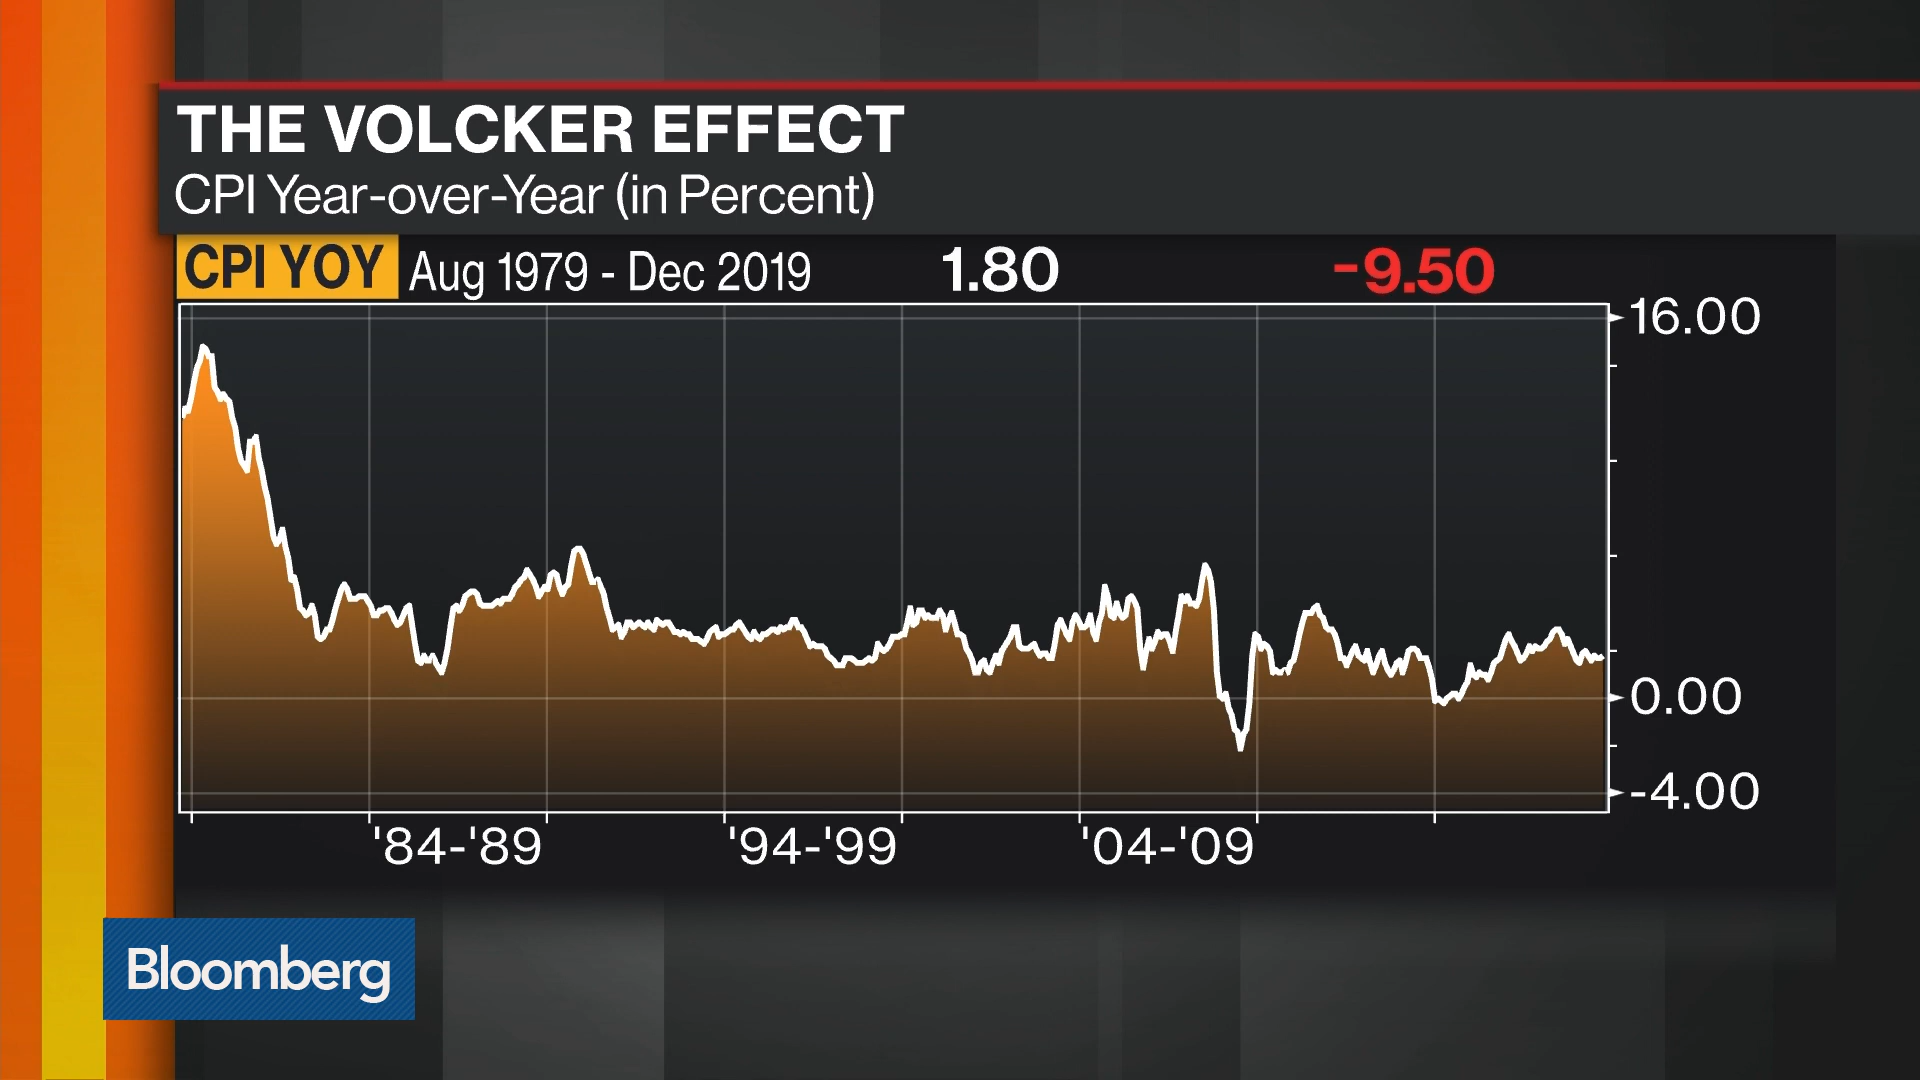 THE VOLCKER EFFECT
CPI Year-over-Year (in Percent)
CPI YOY Aug 1979 - Dec 2019 1.80 -9.50
16.00
0.00
-4.00
'84-'89 '94-'99 '04-'09
Bloomberg